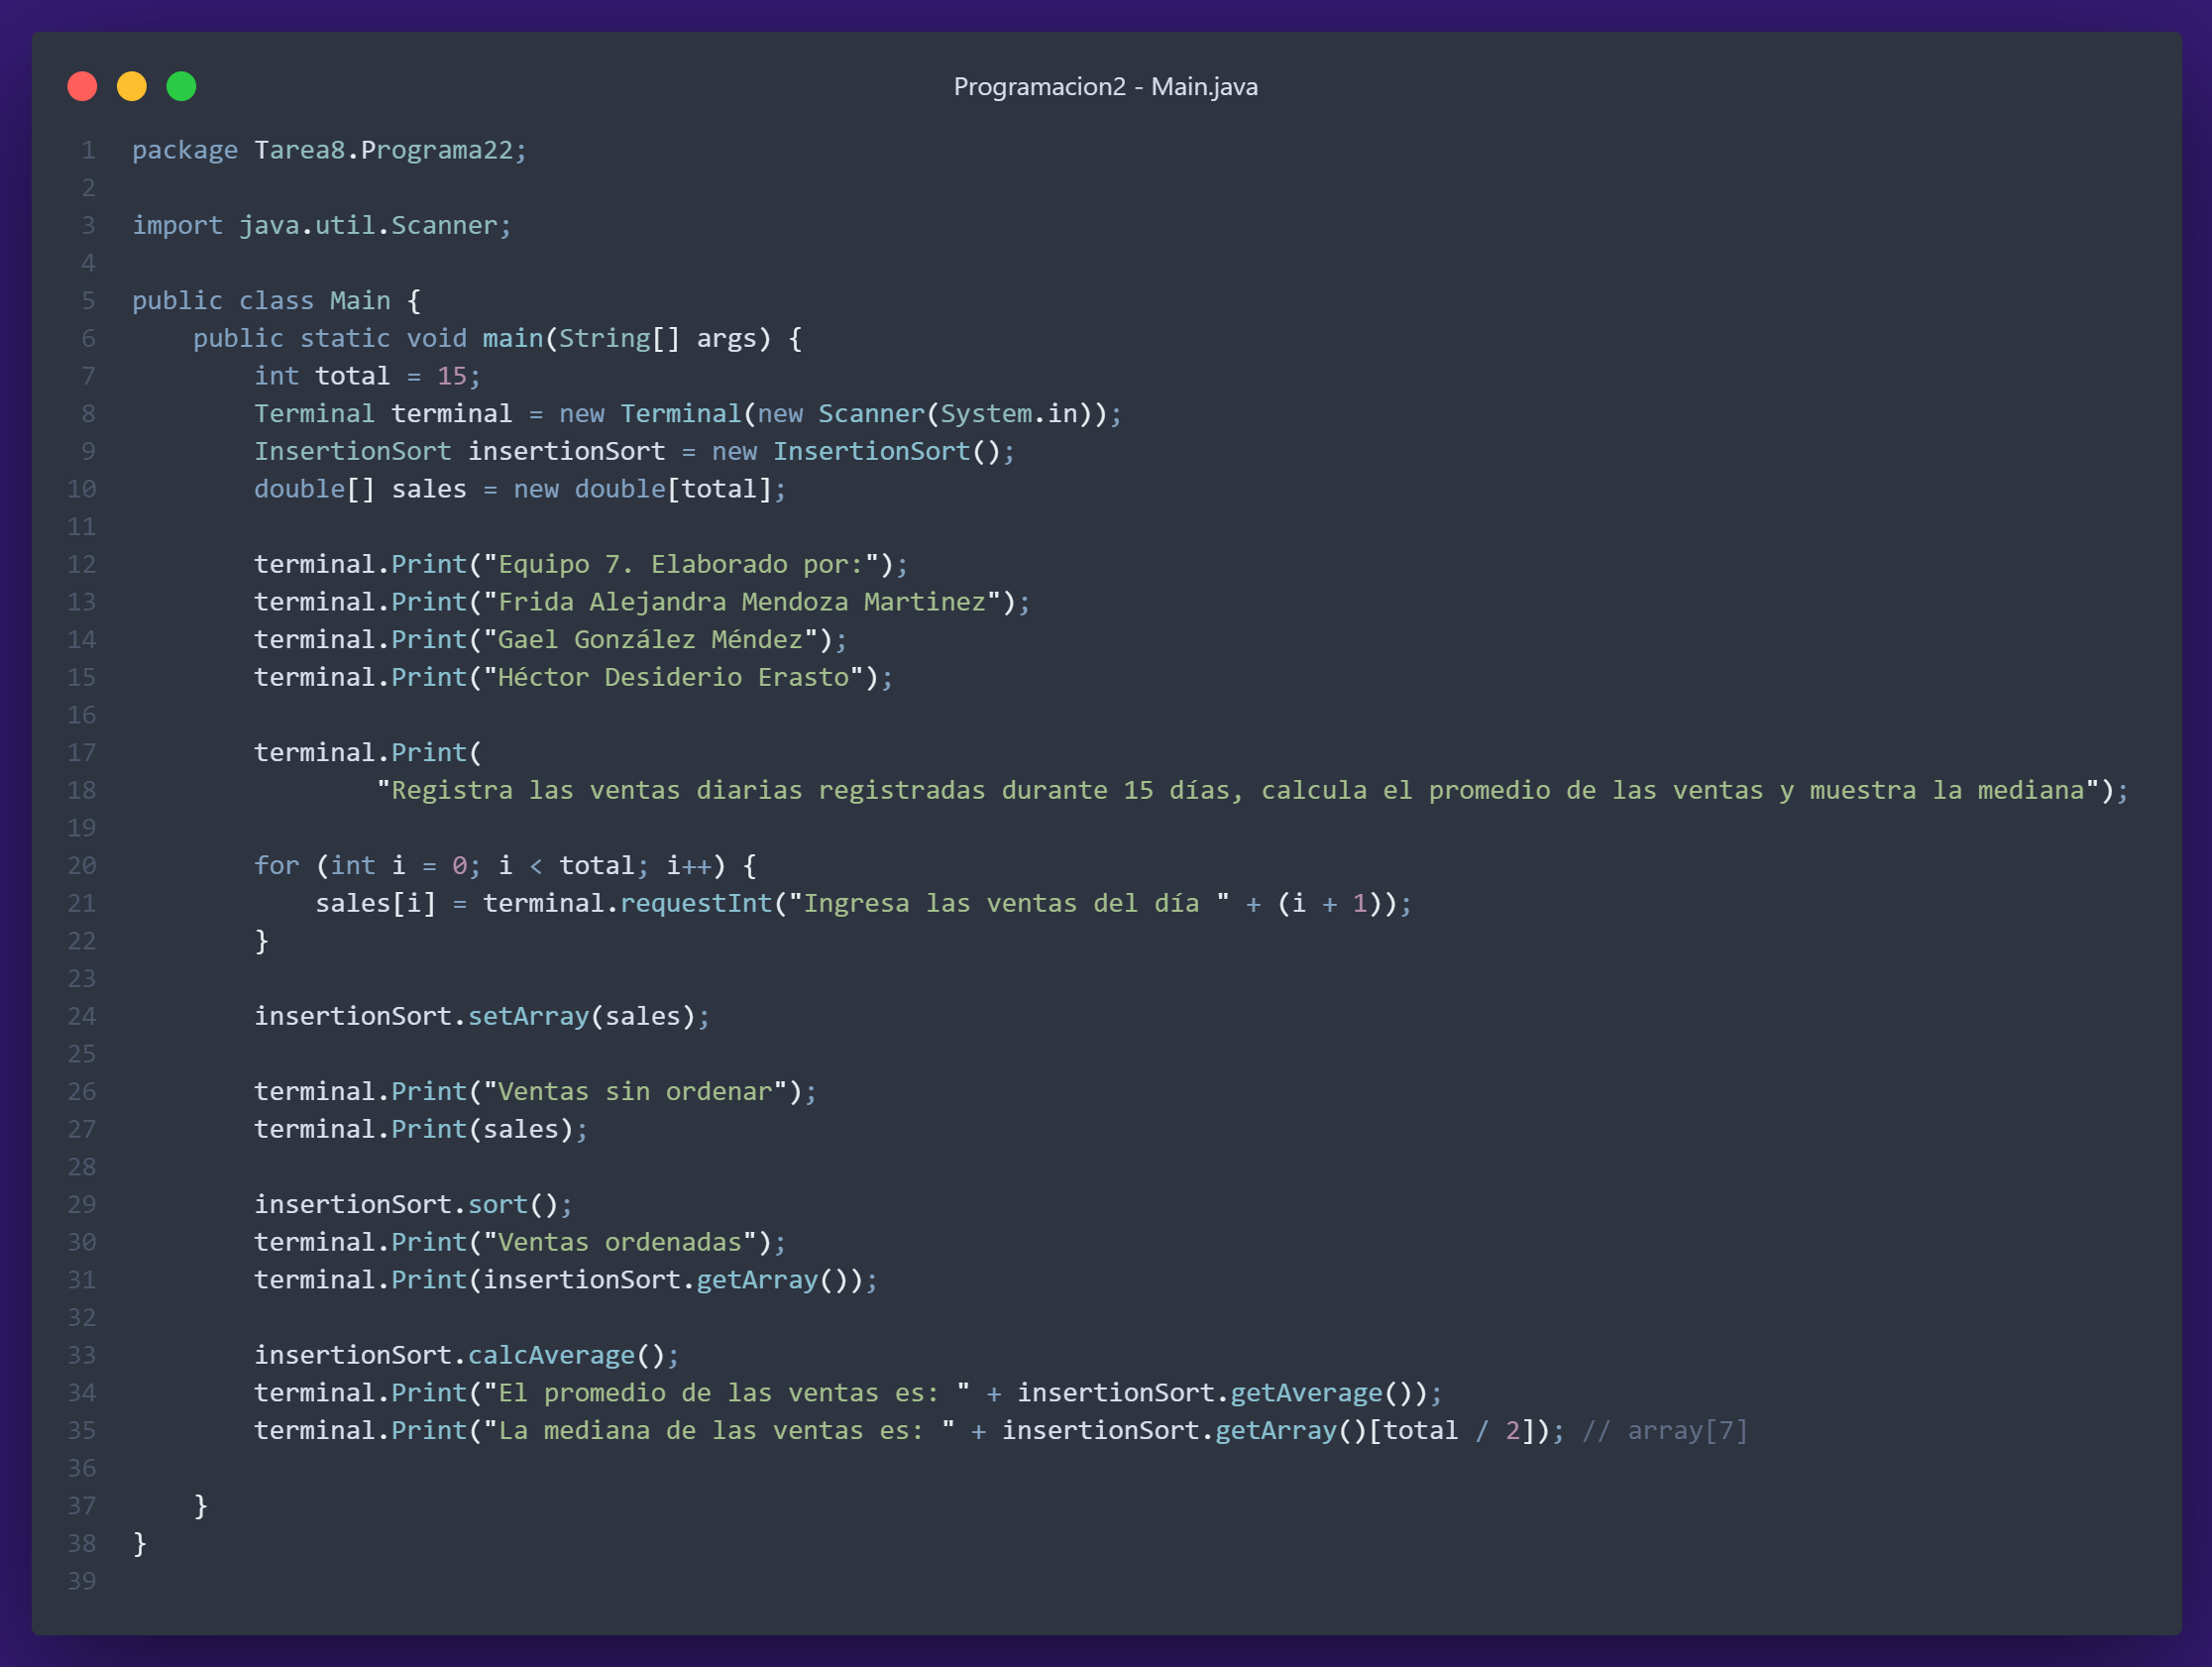 Programacion2 - Main.java
1 package Tarea8.Programa22;
2
3 import java.util.Scanner;
4
5 public class Main {
6     public static void main(String[] args) {
7         int total = 15;
8         Terminal terminal = new Terminal(new Scanner(System.in));
9         InsertionSort insertionSort = new InsertionSort();
10         double[] sales = new double[total];
11
12         terminal.Print("Equipo 7. Elaborado por:");
13         terminal.Print("Frida Alejandra Mendoza Martinez");
14         terminal.Print("Gael González Méndez");
15         terminal.Print("Héctor Desiderio Erasto");
16
17         terminal.Print(
18                 "Registra las ventas diarias registradas durante 15 días, calcula el promedio de las ventas y muestra la mediana");
19
20         for (int i = 0; i < total; i++) {
21             sales[i] = terminal.requestInt("Ingresa las ventas del día " + (i + 1));
22         }
23
24         insertionSort.setArray(sales);
25
26         terminal.Print("Ventas sin ordenar");
27         terminal.Print(sales);
28
29         insertionSort.sort();
30         terminal.Print("Ventas ordenadas");
31         terminal.Print(insertionSort.getArray());
32
33         insertionSort.calcAverage();
34         terminal.Print("El promedio de las ventas es: " + insertionSort.getAverage());
35         terminal.Print("La mediana de las ventas es: " + insertionSort.getArray()[total / 2]); // array[7]
36
37     }
38 }
39